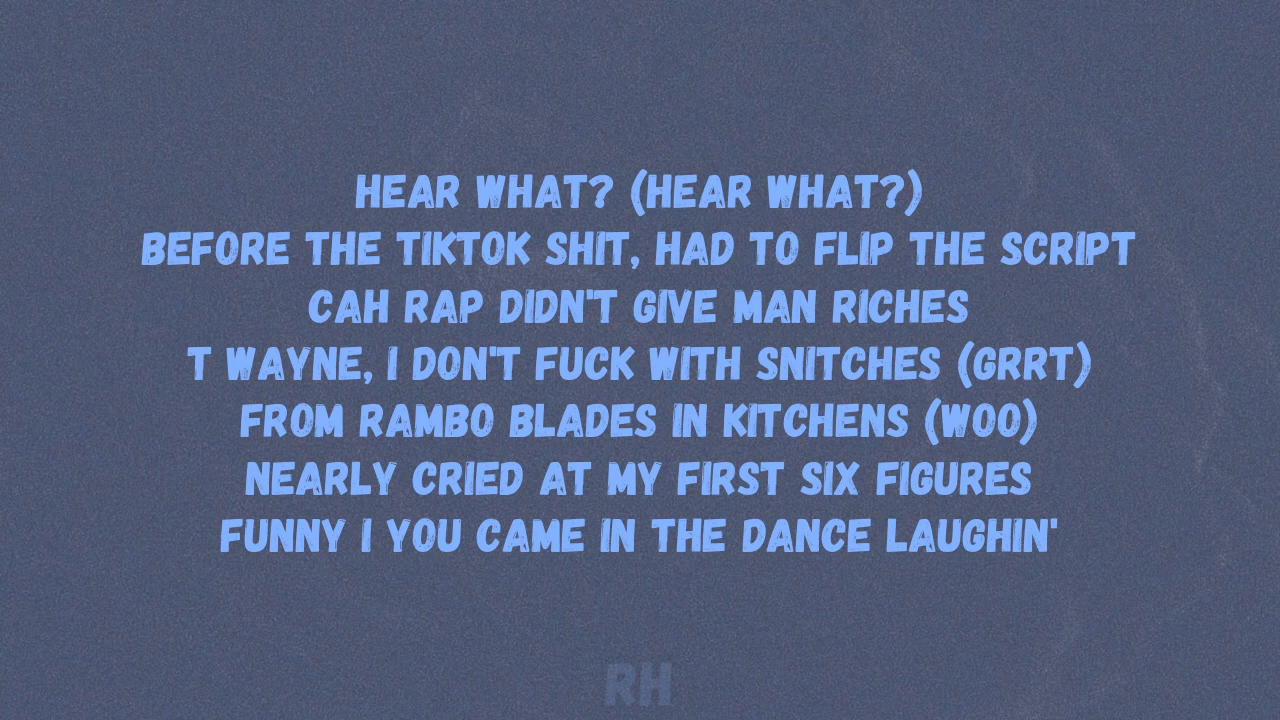 HEAR WHAT? (HEAR WHAT?)
BEFORE THE TIKTOK SHIT, HAD TO FLIP THE SCRIPT
CAH RAP DIDN'T GIVE MAN RICHES
T WAYNE, I DON'T FUCK WITH SNITCHES (GRRT)
FROM RAMBO BLADES IN KITCHENS (WOO)
NEARLY CRIED AT MY FIRST SIX FIGURES
FUNNY I YOU CAME IN THE DANCE LAUGHIN'
RH